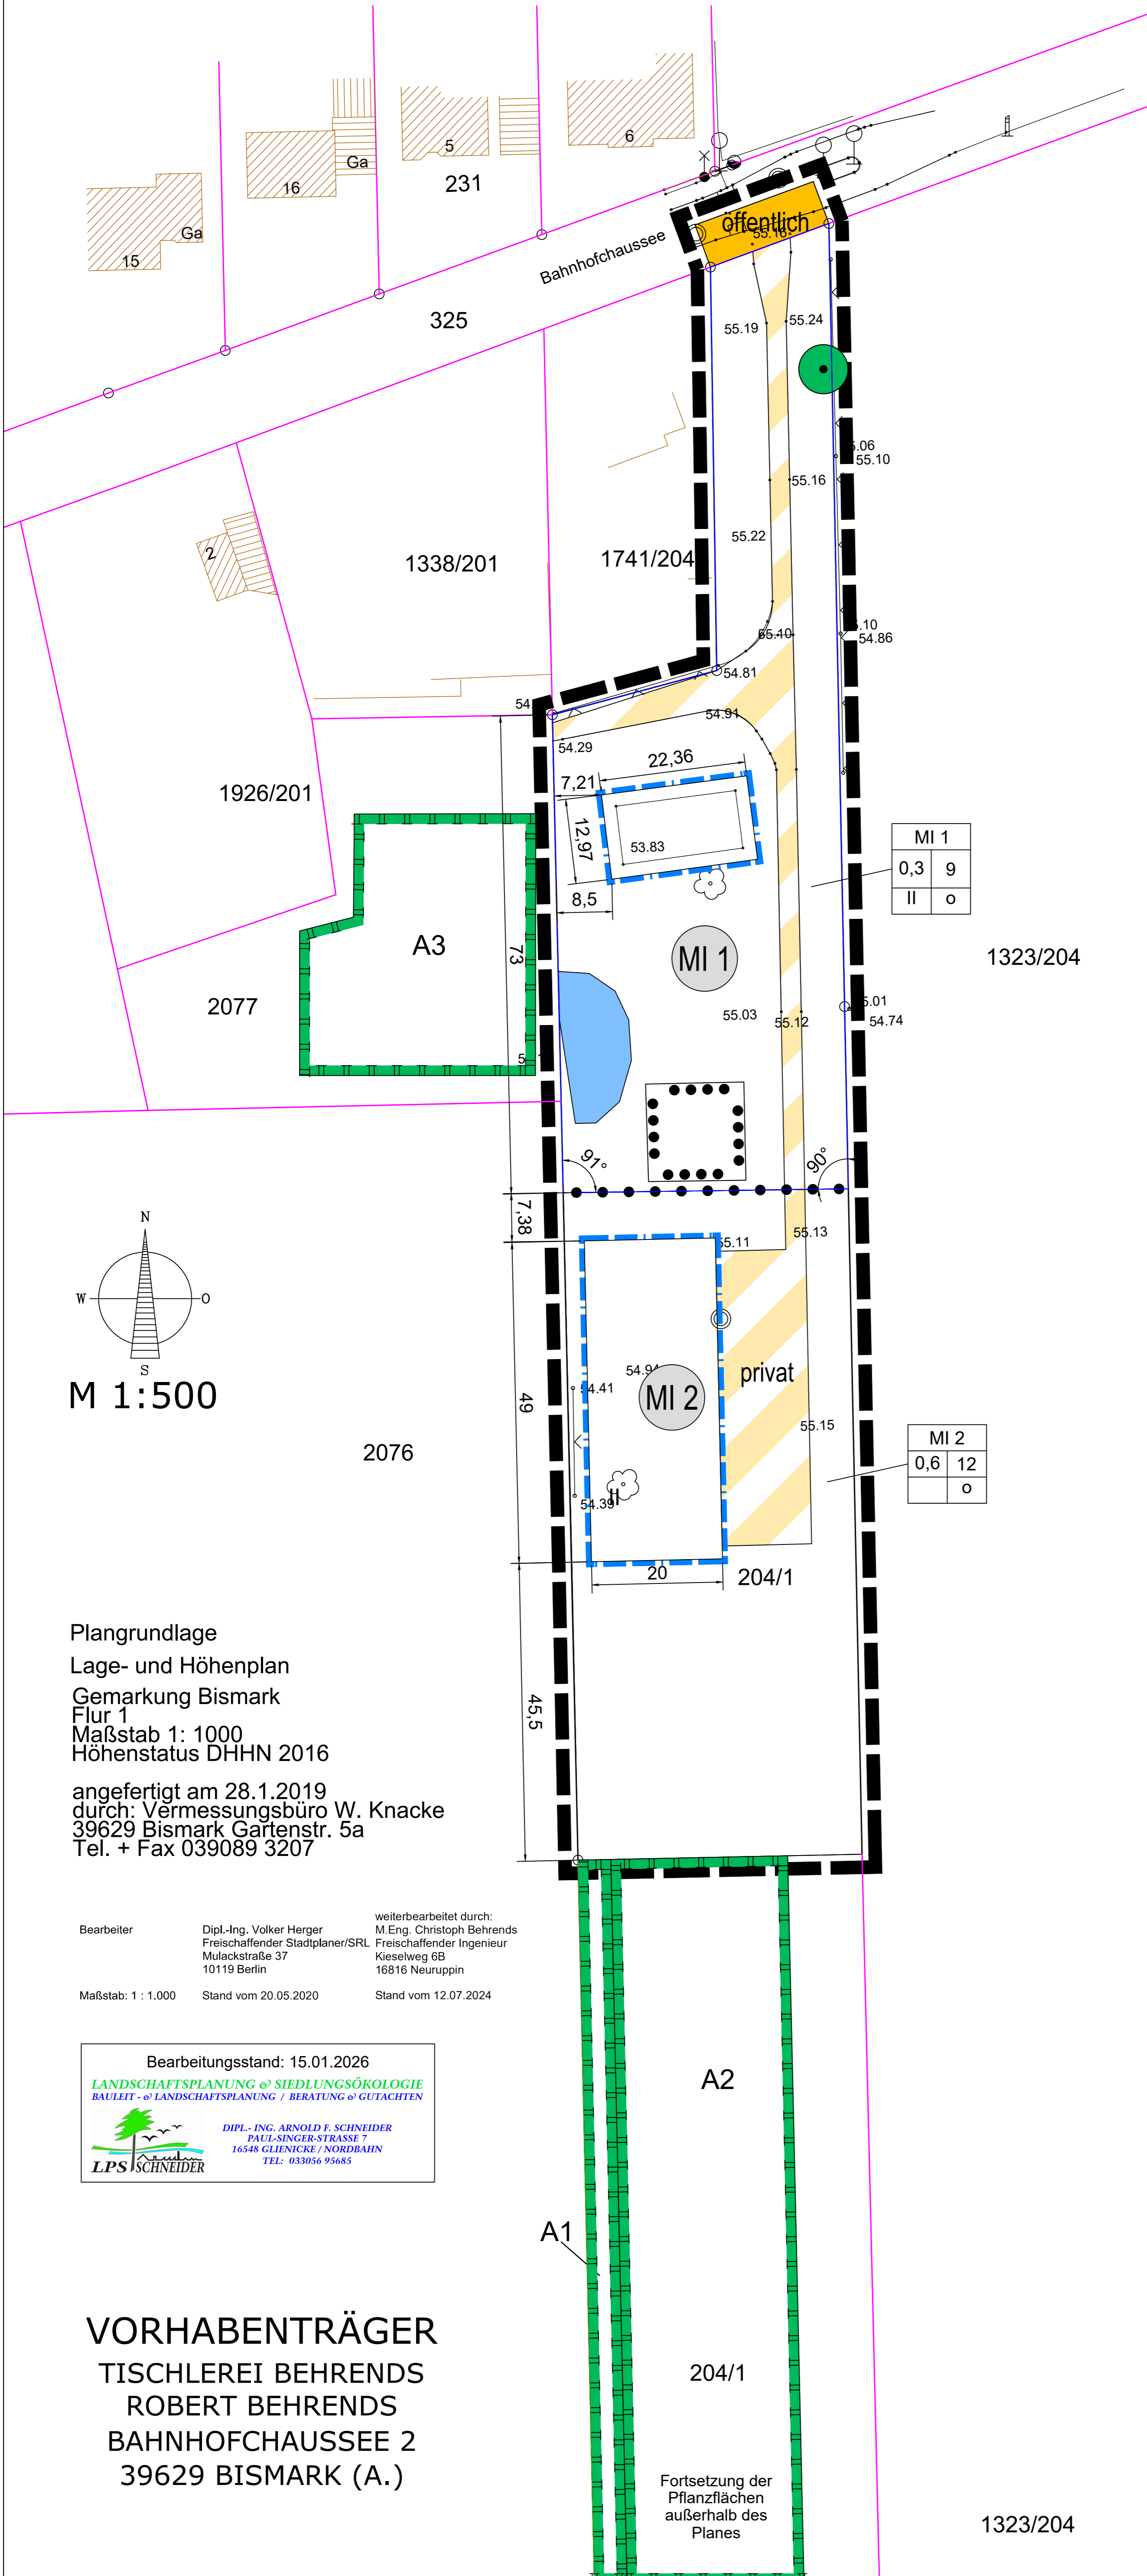 Ga
5
6
16
231
Ga
15
öffentlich
55.16
Bahnhofchaussee
325
55.19
55.24
55.10
55.16
55.22
2
1338/201
1741/204
55.10
54.86
54.81
54.91
54.29
22,36
7,21
1926/201
12,97
53.83
MI 1
0,3 9
II o
8,5
A3
73
MI 1
1323/204
2077
55.03
55.12
54.74
91°
90°
7,38
55.13
N
W O
S
M 1:500
54.94
privat
54.41
MI 2
49
55.15
2076
MI 2
0,6 12
o
II
54.39
20
204/1
Plangrundlage
Lage- und Höhenplan
Gemarkung Bismark
Flur 1
Maßstab 1: 1000
Höhenstatus DHHN 2016
45,5
angefertigt am 28.1.2019
durch: Vermessungsbüro W. Knacke
39629 Bismark Gartenstr. 5a
Tel. + Fax 039089 3207
Bearbeiter
Dipl.-Ing. Volker Herger
Freischaffender Stadtplaner/SRL
Mulackstraße 37
10119 Berlin
weiterbearbeitet durch:
M.Eng. Christoph Behrends
Freischaffender Ingenieur
Kieselweg 6B
16816 Neuruppin
Maßstab: 1 : 1.000
Stand vom 20.05.2020
Stand vom 12.07.2024
Bearbeitungsstand: 15.01.2026
LANDSCHAFTSPLANUNG & SIEDLUNGSÖKOLOGIE
BAULEIT - & LANDSCHAFTSPLANUNG / BERATUNG & GUTACHTEN
DIPL.- ING. ARNOLD F. SCHNEIDER
PAUL-SINGER-STRASSE 7
16548 GLIENICKE / NORDBAHN
TEL: 033056 95685
LPS SCHNEIDER
A2
A1
VORHABENTRÄGER
TISCHLEREI BEHRENDS
ROBERT BEHRENDS
BAHNHOFCHAUSSEE 2
39629 BISMARK (A.)
204/1
Fortsetzung der
Pflanzflächen
außerhalb des
Planes
1323/204